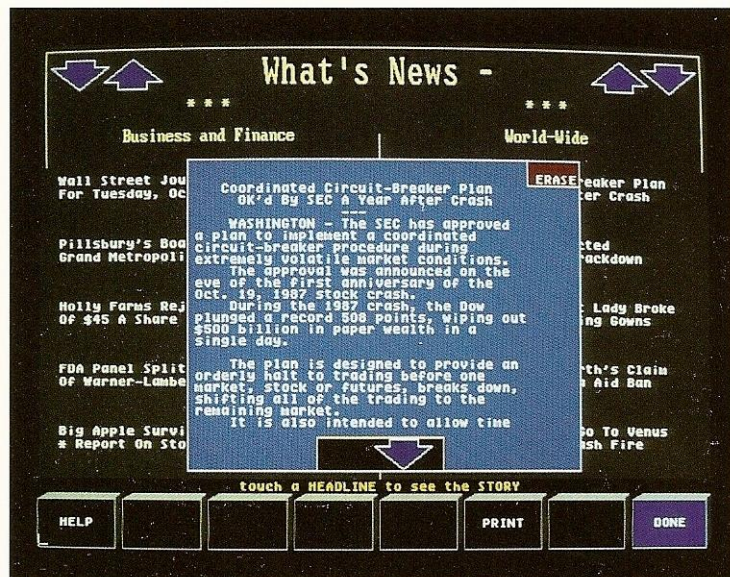 What's News -
* * *
* * *
Business and Finance
World-Wide
Wall Street Jou
For Tuesday, Oc
Pillsbury's Boa
Grand Metropoli
Holly Farms Rej
Of $45 A Share
FDA Panel Split
Of Warner-Lambe
Big Apple Survi
* Report On Sto
ERASE
Coordinated Circuit-Breaker Plan
OK'd By SEC A Year After Crash
---
WASHINGTON - The SEC has approved
a plan to implement a coordinated
circuit-breaker procedure during
extremely volatile market conditions.
The approval was announced on the
eve of the first anniversary of the
Oct. 19, 1987 stock crash.
During the 1987 crash, the Dow
plunged a record 508 points, wiping out
$500 billion in paper wealth in a
single day.
The plan is designed to provide an
orderly halt to trading before one
market, stock or futures, breaks down,
shifting all of the trading to the
remaining market.
It is also intended to allow time
reaker Plan
ter Crash
cted
rackdown
t Lady Broke
ing Gowns
rth's Claim
Aid Ban
Go To Venus
sh Fire
touch a HEADLINE to see the STORY
HELP
PRINT
DONE